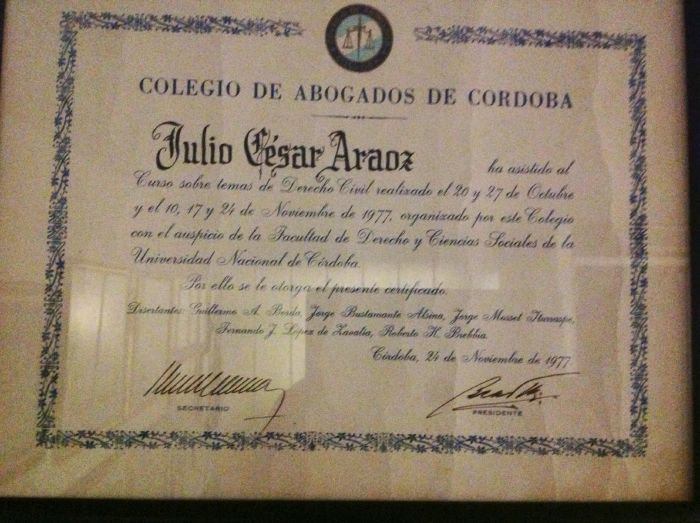 COLEGIO DE ABOGADOS DE CORDOBA
Julio César Araoz
ha asistido al
Curso sobre temas de Derecho Civil realizado el 20 y 27 de Octubre
y el 10, 17 y 24 de Noviembre de 1977, organizado por este Colegio
con el auspicio de la Facultad de Derecho y Ciencias Sociales de la
Universidad Nacional de Córdoba.
Por ello se le otorga el presente certificado.
Disertantes: Guillermo A. Borda, Jorge Bustamante Alsina, Jorge Mosset Iturraspe,
Fernando J. López de Zavalía, Roberto H. Brebbia.
Córdoba, 24 de Noviembre de 1977
SECRETARIO
PRESIDENTE